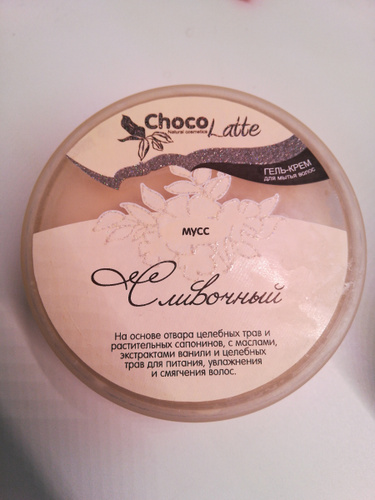 Choco
Latte
Natural cosmetics
ГЕЛЬ-КРЕМ
для мытья волос
мусс
Сливочный
На основе отвара целебных трав и
растительных сапонинов, с маслами,
экстрактами ванили и целебных
трав для питания, увлажнения
и смягчения волос.